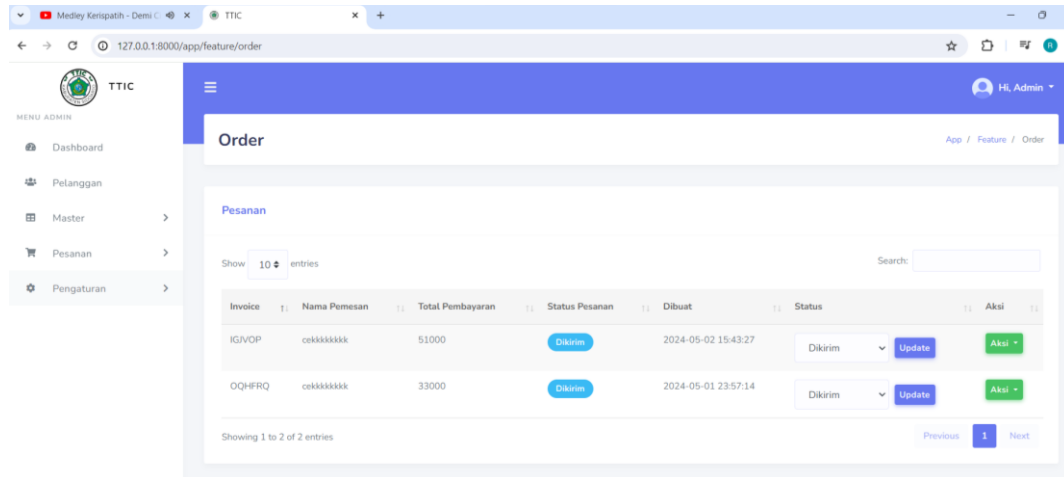 Medley Kerispatih - Demi C
TTIC
127.0.0.1:8000/app/feature/order
R
TTIC
Hi, Admin
MENU ADMIN
Order
App / Feature / Order
Dashboard
Pelanggan
Master
Pesanan
Pengaturan
Pesanan
Show 10 entries
Search:
Invoice Nama Pemesan Total Pembayaran Status Pesanan Dibuat Status Aksi
IGJVOP cekkkkkkkk 51000 Dikirim 2024-05-02 15:43:27 Dikirim Update Aksi
OQHFRQ cekkkkkkkk 33000 Dikirim 2024-05-01 23:57:14 Dikirim Update Aksi
Showing 1 to 2 of 2 entries
Previous 1 Next